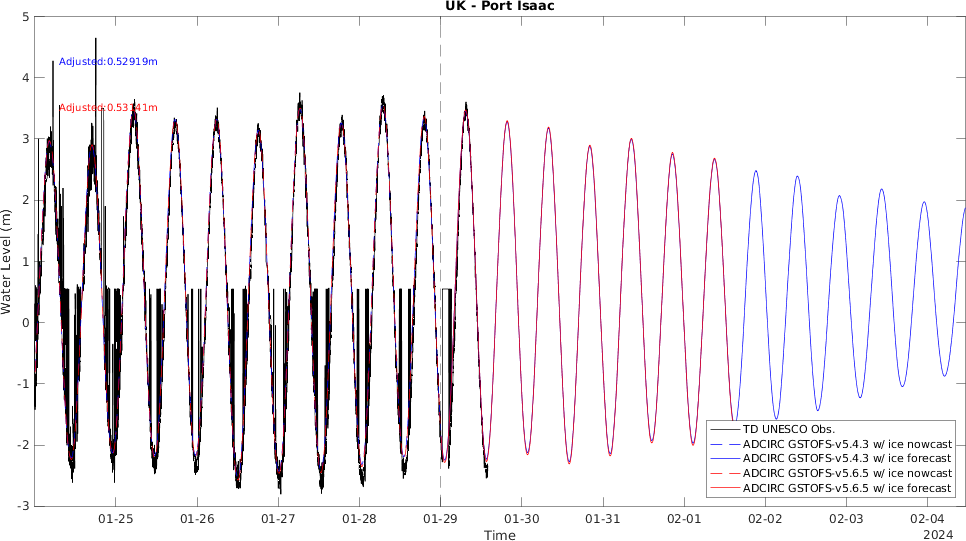 UK - Port Isaac
5
4
3
2
1
0
-1
-2
-3
Water Level (m)
Adjusted:0.52919m
Adjusted:0.53341m
TD UNESCO Obs.
ADCIRC GSTOFS-v5.4.3 w/ ice nowcast
ADCIRC GSTOFS-v5.4.3 w/ ice forecast
ADCIRC GSTOFS-v5.6.5 w/ ice nowcast
ADCIRC GSTOFS-v5.6.5 w/ ice forecast
01-25 01-26 01-27 01-28 01-29 01-30 01-31 02-01 02-02 02-03 02-04
Time
2024